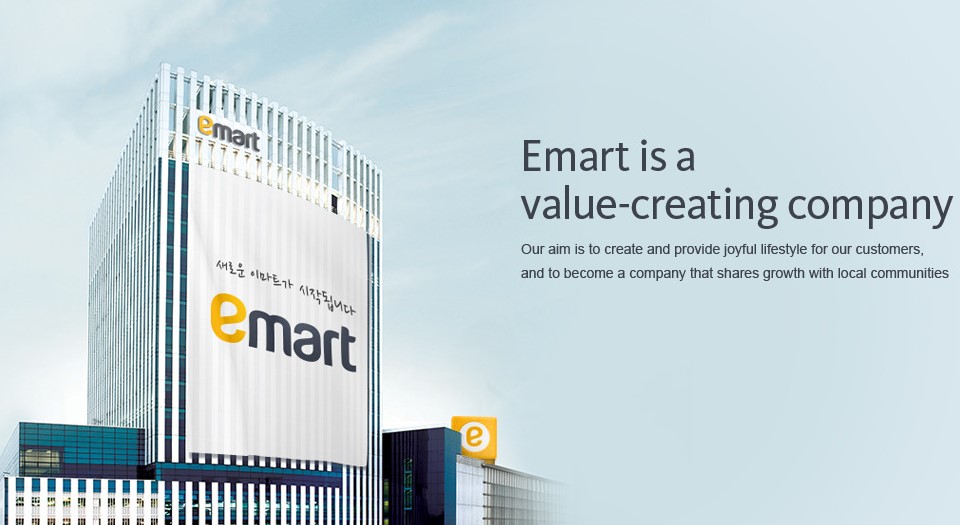 emart
새로운 이마트가 시작됩니다
emart
e
Emart is a
value-creating company
Our aim is to create and provide joyful lifestyle for our customers,
and to become a company that shares growth with local communities